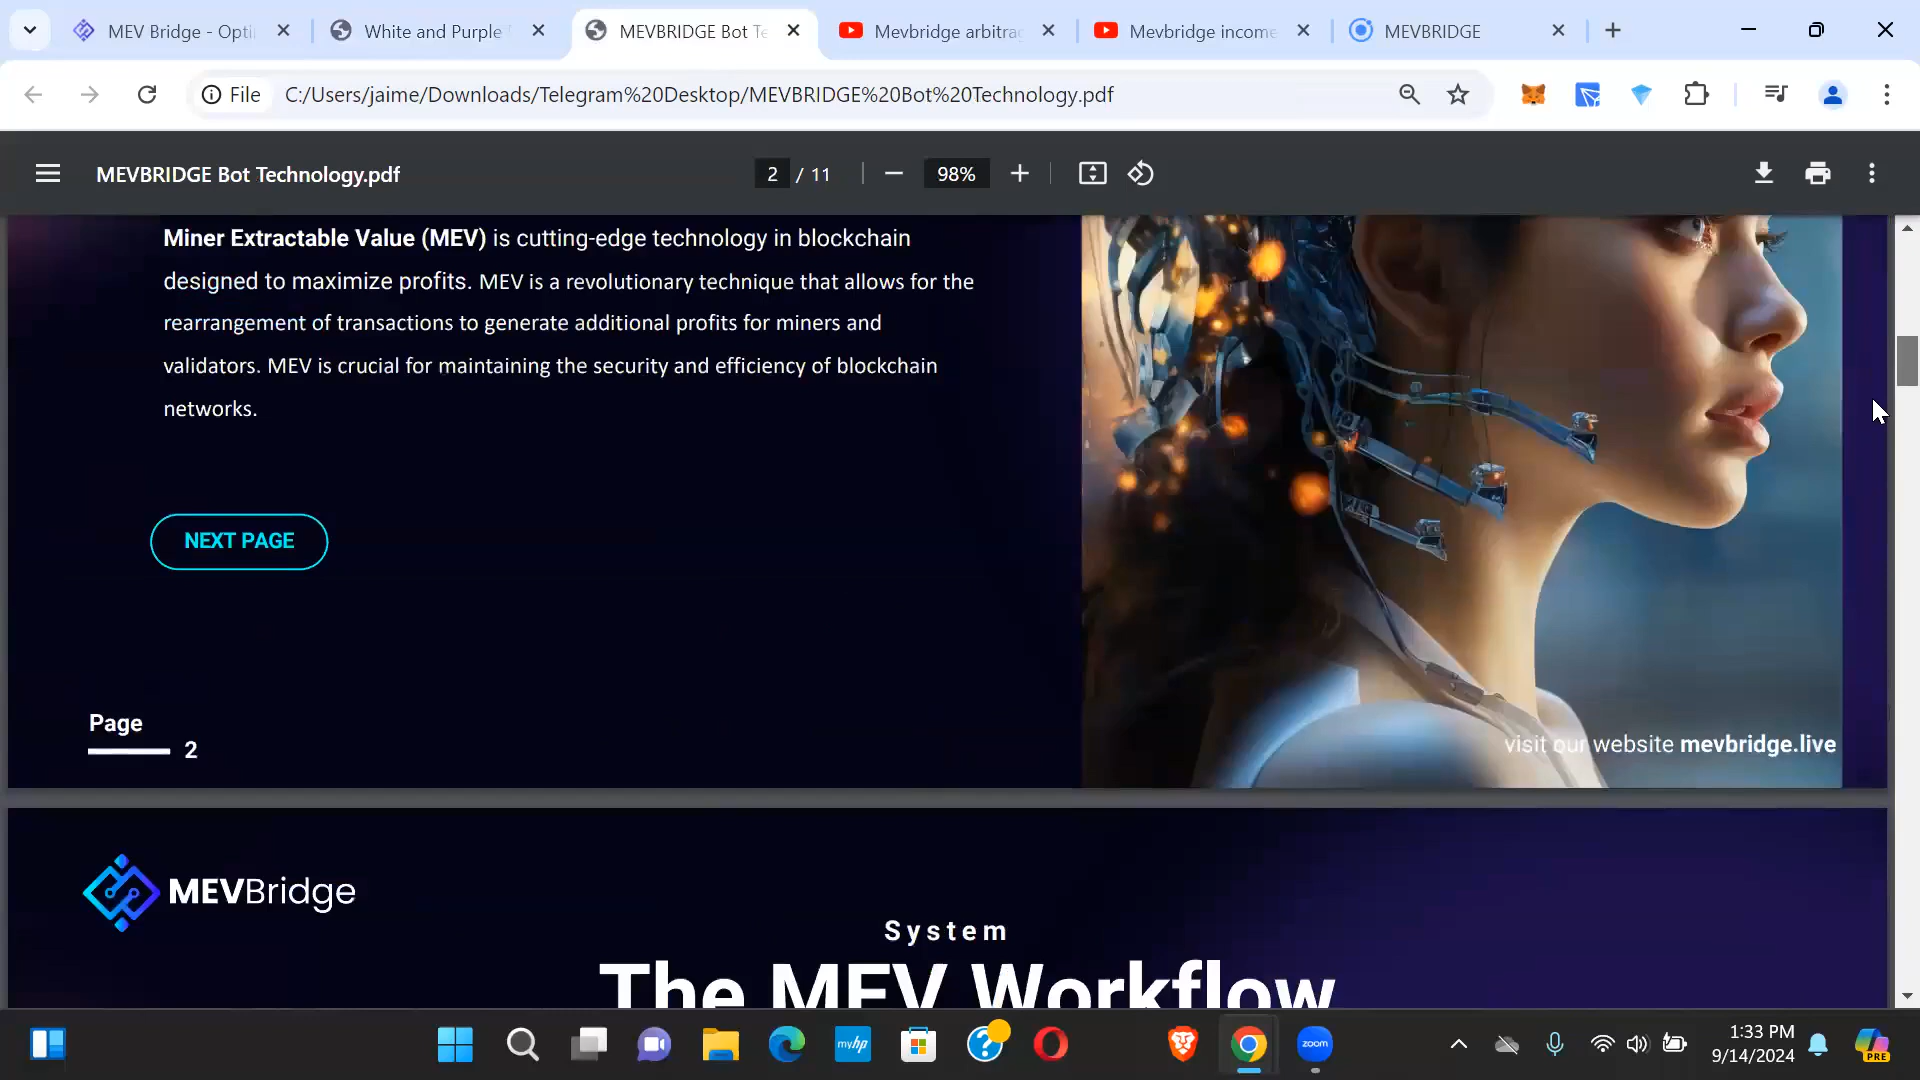 MEV Bridge - Opti
White and Purple
MEVBRIDGE Bot Te
Mevbridge arbitrag
Mevbridge income
MEVBRIDGE
File
C:/Users/jaime/Downloads/Telegram%20Desktop/MEVBRIDGE%20Bot%20Technology.pdf
MEVBRIDGE Bot Technology.pdf
2 / 11
98%
Miner Extractable Value (MEV) is cutting-edge technology in blockchain
designed to maximize profits. MEV is a revolutionary technique that allows for the
rearrangement of transactions to generate additional profits for miners and
validators. MEV is crucial for maintaining the security and efficiency of blockchain
networks.
NEXT PAGE
Page
2
visit our website mevbridge.live
MEVBridge
System
The MEV Workflow
myhp
zoom
1:33 PM
9/14/2024
PRE